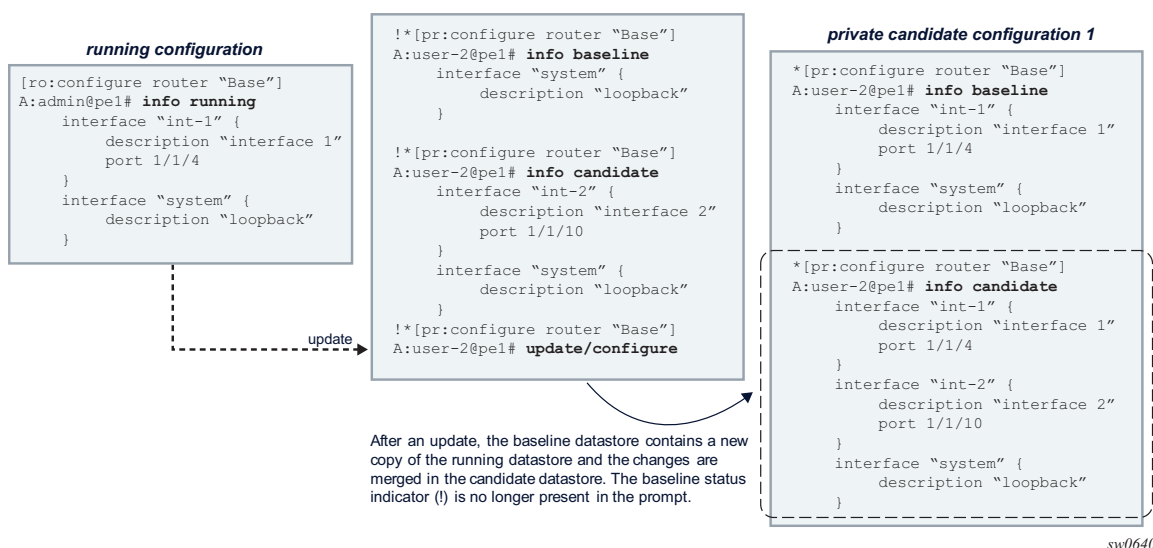 running configuration
[ro:configure router “Base”]
A:admin@pe1# info running
interface “int-1” {
description “interface 1”
port 1/1/4
}
interface “system” {
description “loopback”
}
update
!*[pr:configure router “Base”]
A:user-2@pe1# info baseline
interface “system” {
description “loopback”
}
!*[pr:configure router “Base”]
A:user-2@pe1# info candidate
interface “int-2” {
description “interface 2”
port 1/1/10
}
interface “system” {
description “loopback”
}
!*[pr:configure router “Base”]
A:user-2@pe1# update/configure
After an update, the baseline datastore contains a new
copy of the running datastore and the changes are
merged in the candidate datastore. The baseline status
indicator (!) is no longer present in the prompt.
private candidate configuration 1
*[pr:configure router “Base”]
A:user-2@pe1# info baseline
interface “int-1” {
description “interface 1”
port 1/1/4
}
interface “system” {
description “loopback”
}
*[pr:configure router “Base”]
A:user-2@pe1# info candidate
interface “int-1” {
description “interface 1”
port 1/1/4
}
interface “int-2” {
description “interface 2”
port 1/1/10
}
interface “system” {
description “loopback”
}
sw0640